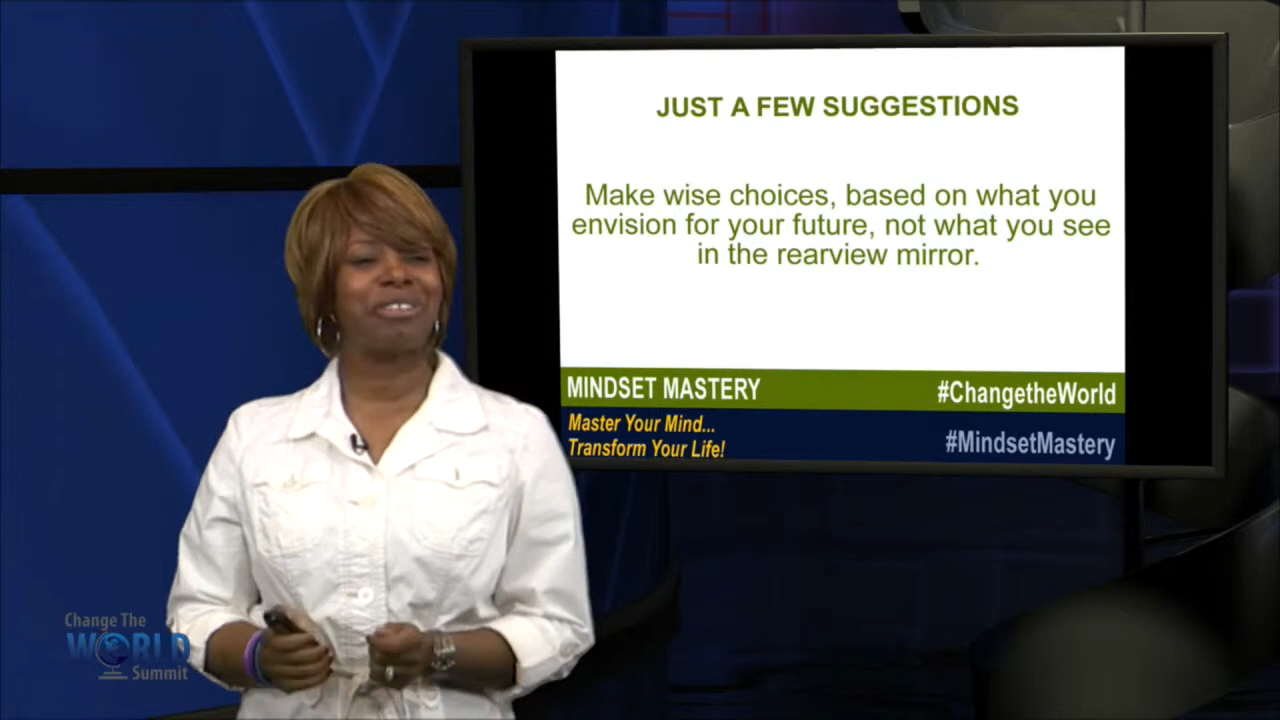 JUST A FEW SUGGESTIONS
Make wise choices, based on what you
envision for your future, not what you see
in the rearview mirror.
MINDSET MASTERY
#ChangetheWorld
Master Your Mind...
Transform Your Life!
#MindsetMastery
Change The
WORLD
Summit